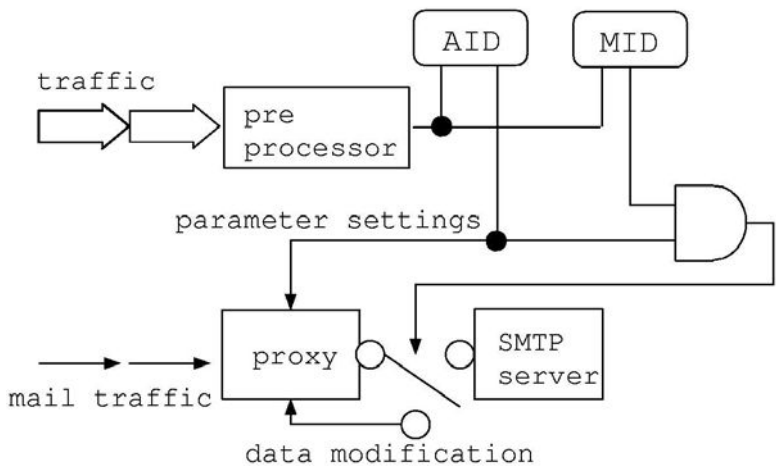 AID
MID
traffic
pre
processor
parameter settings
proxy
SMTP
server
mail traffic
data modification